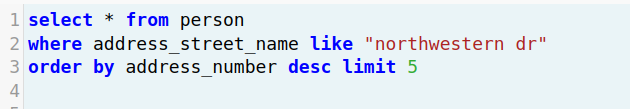 1 select * from person
2 where address_street_name like "northwestern dr"
3 order by address_number desc limit 5
4